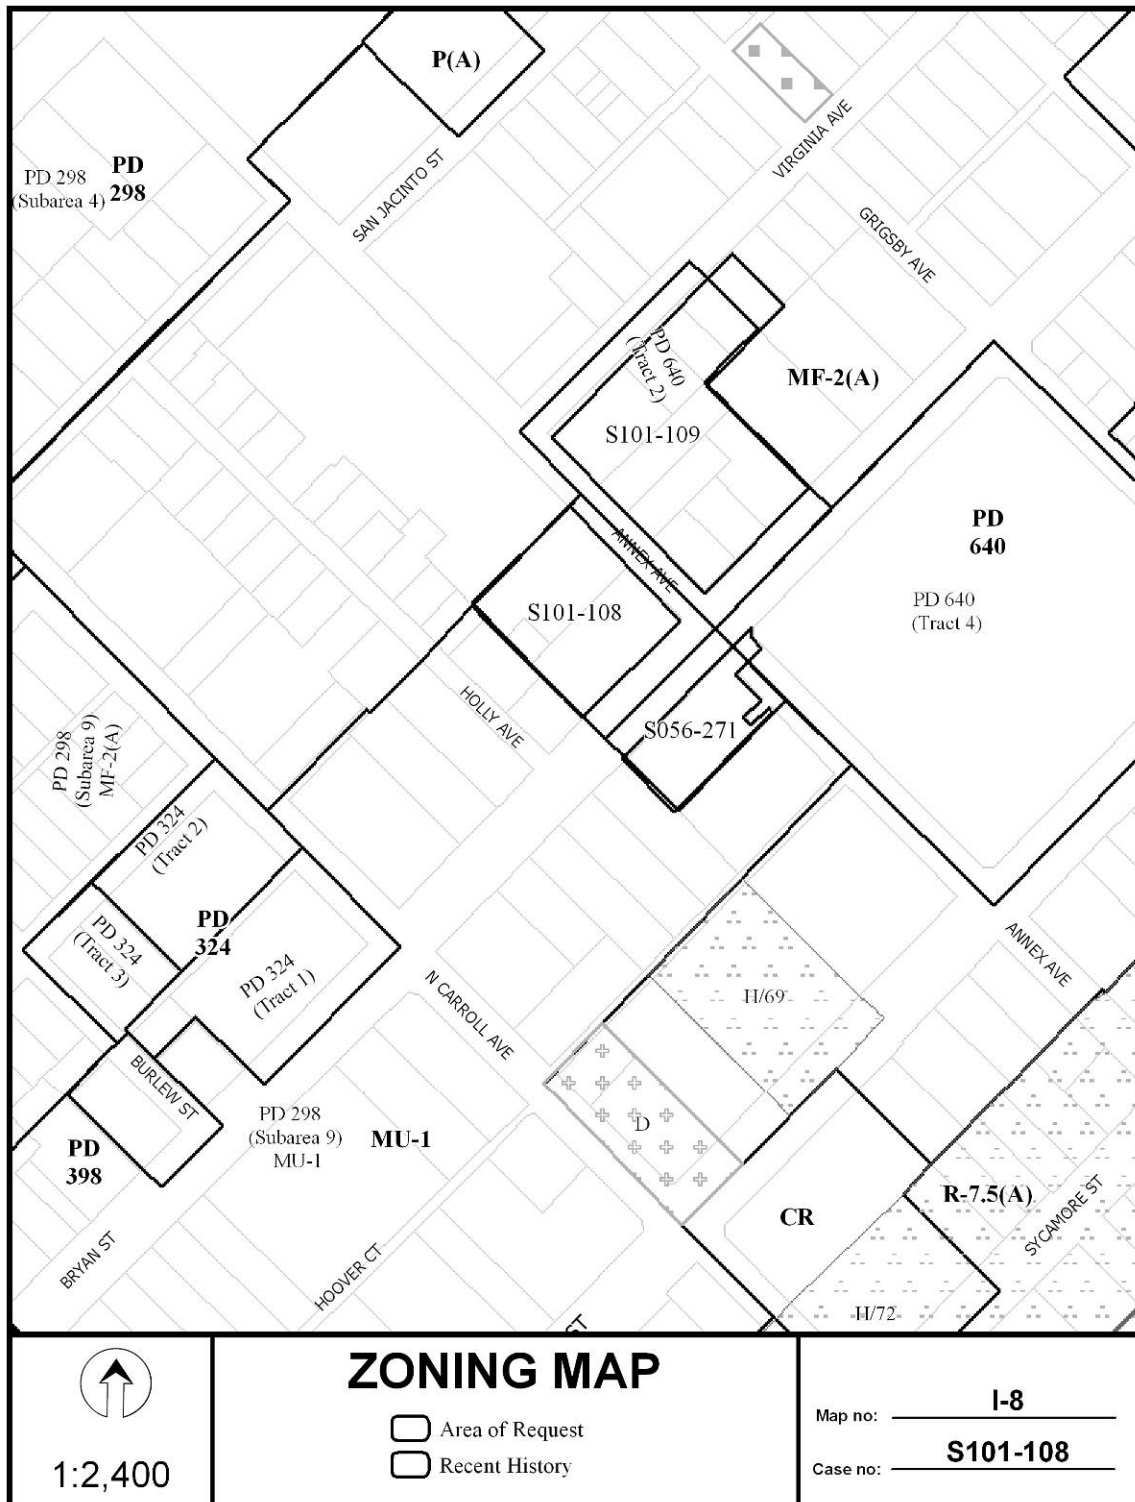 P(A)
PD
298
PD 298
(Subarea 4)
SAN JACINTO ST
VIRGINIA AVE
GRIGSBY AVE
PD 640
(Tract 2)
MF-2(A)
S101-109
PD
640
ANNEX AVE
PD 640
(Tract 4)
S101-108
HOLLY AVE
S056-271
PD 298
(Subarea 9)
MF-2(A)
PD 324
(Tract 2)
PD
324
PD 324
(Tract 3)
PD 324
(Tract 1)
ANNEX AVE
N CARROLL AVE
H/69
BURLEW ST
PD 298
(Subarea 9)
MU-1
MU-1
D
PD
398
CR
R-7.5(A)
SYCAMORE ST
BRYAN ST
HOOVER CT
H/72
ST
1:2,400
ZONING MAP
Area of Request
Recent History
Map no: I-8
Case no: S101-108